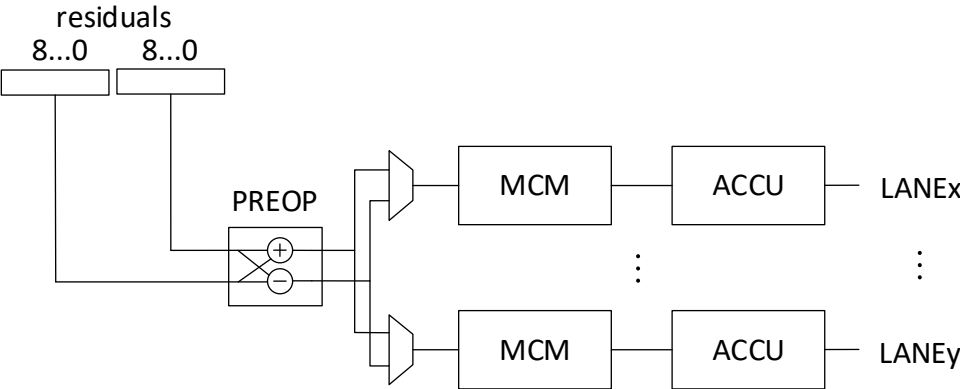 residuals
8...0 8...0
PREOP
MCM ACCU LANEx
+
−
MCM ACCU LANEy